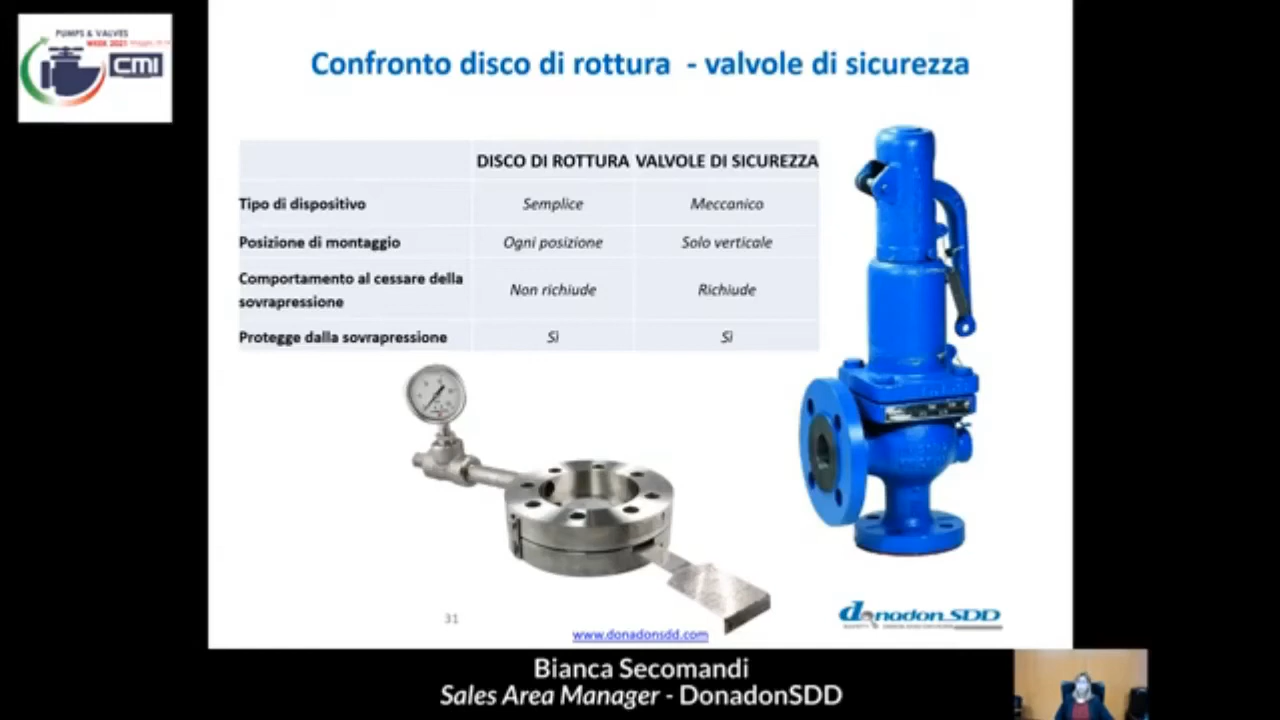 PUMPS & VALVES
WEEK 2021
CMI
Confronto disco di rottura - valvole di sicurezza
DISCO DI ROTTURA VALVOLE DI SICUREZZA
Tipo di dispositivo Semplice Meccanico
Posizione di montaggio Ogni posizione Solo verticale
Comportamento al cessare della
sovrapressione Non richiude Richiude
Protegge dalla sovrapressione Sì Sì
31
www.donadonsdd.com
donadon SDD
Bianca Secomandi
Sales Area Manager - DonadonSDD